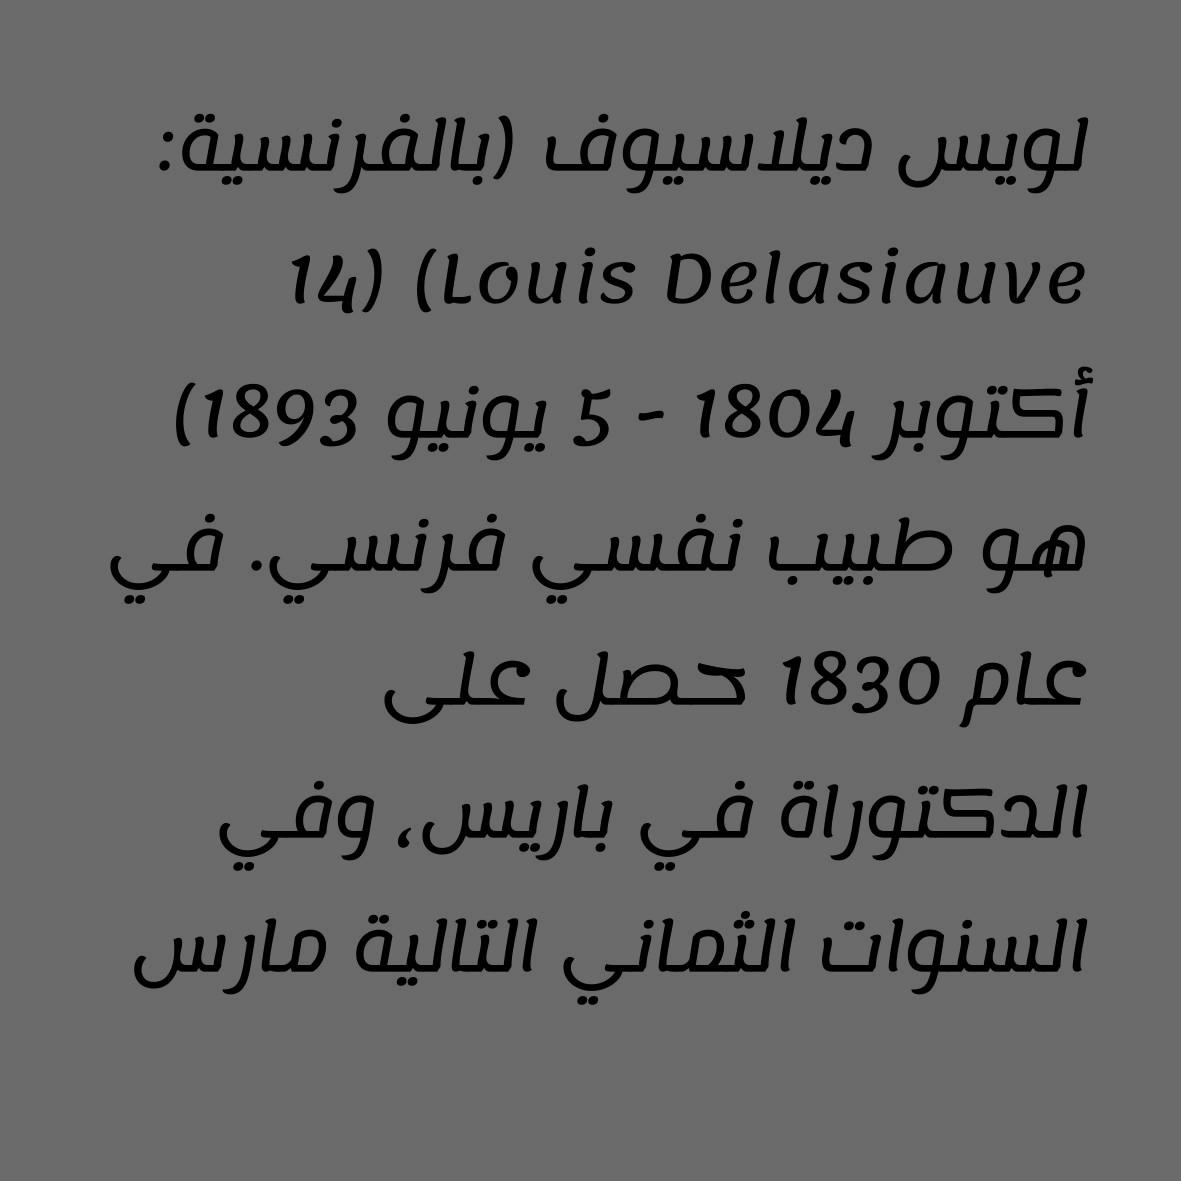 لويس ديلاسيوف (بالفرنسية:
Louis Delasiauve) (14)
أكتوبر 1804 - 5 يونيو 1893)
هو طبيب نفسي فرنسي. في
عام 1830 حصل على
الدكتوراة في باريس، وفي
السنوات الثماني التالية مارس